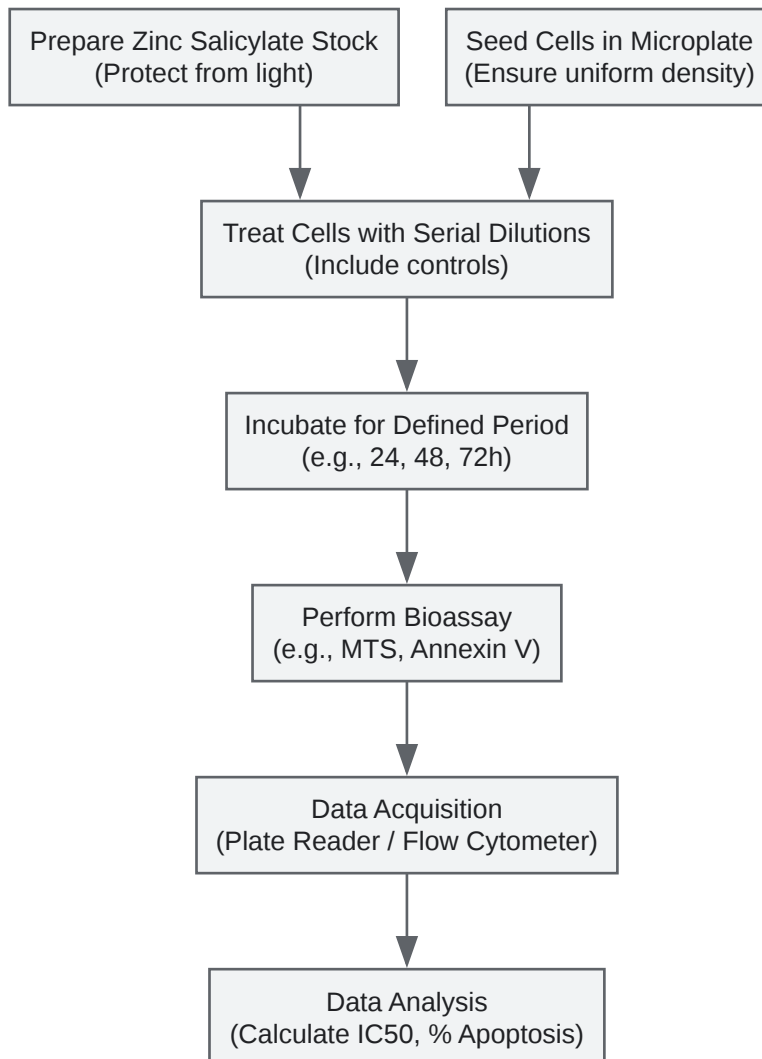 Prepare Zinc Salicylate Stock
(Protect from light)
Seed Cells in Microplate
(Ensure uniform density)
Treat Cells with Serial Dilutions
(Include controls)
Incubate for Defined Period
(e.g., 24, 48, 72h)
Perform Bioassay
(e.g., MTS, Annexin V)
Data Acquisition
(Plate Reader / Flow Cytometer)
Data Analysis
(Calculate IC50, % Apoptosis)